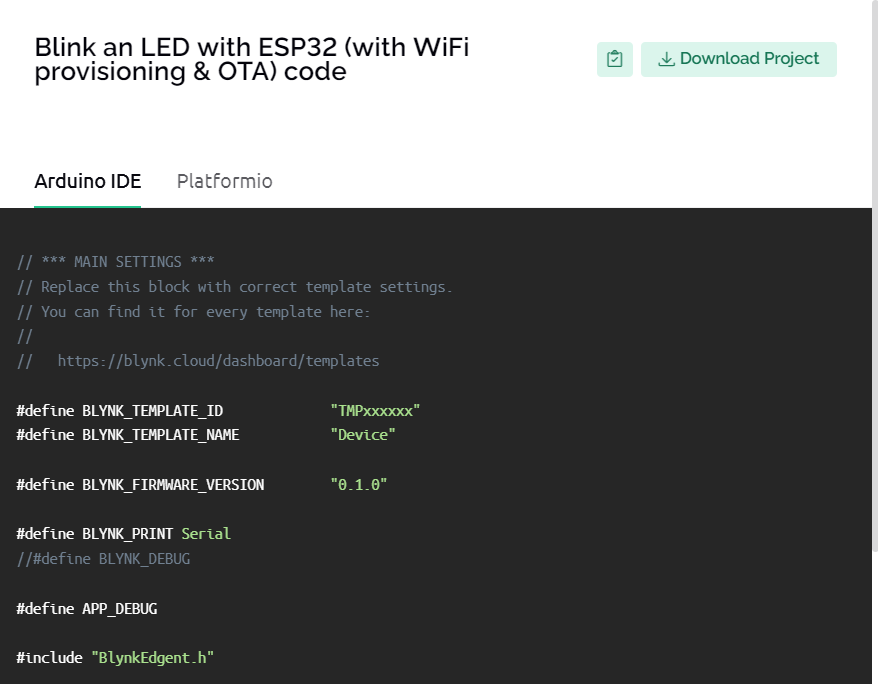 Blink an LED with ESP32 (with WiFi
provisioning & OTA) code
Download Project
Arduino IDE
Platformio
// *** MAIN SETTINGS ***
// Replace this block with correct template settings.
// You can find it for every template here:
//
//   https://blynk.cloud/dashboard/templates
#define BLYNK_TEMPLATE_ID             "TMPxxxxxx"
#define BLYNK_TEMPLATE_NAME           "Device"
#define BLYNK_FIRMWARE_VERSION        "0.1.0"
#define BLYNK_PRINT Serial
//#define BLYNK_DEBUG
#define APP_DEBUG
#include "BlynkEdgent.h"